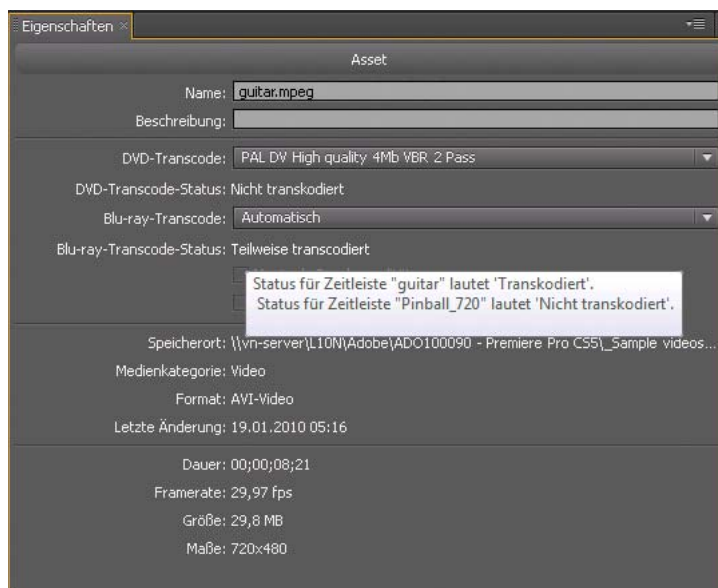 Eigenschaften
Asset
Name: guitar.mpeg
Beschreibung:
DVD-Transcode: PAL DV High quality 4Mb VBR 2 Pass
DVD-Transcode-Status: Nicht transkodiert
Blu-ray-Transcode: Automatisch
Blu-ray-Transcode-Status: Teilweise transcodiert
Status für Zeitleiste "guitar" lautet 'Transkodiert'.
Status für Zeitleiste "Pinball_720" lautet 'Nicht transkodiert'.
Speicherort: \\vn-server\L10N\Adobe\ADO100090 - Premiere Pro CS5\_Sample videos...
Medienkategorie: Video
Format: AVI-Video
Letzte Änderung: 19.01.2010 05:16
Dauer: 00;00;08;21
Framerate: 29,97 fps
Größe: 29,8 MB
Maße: 720x480